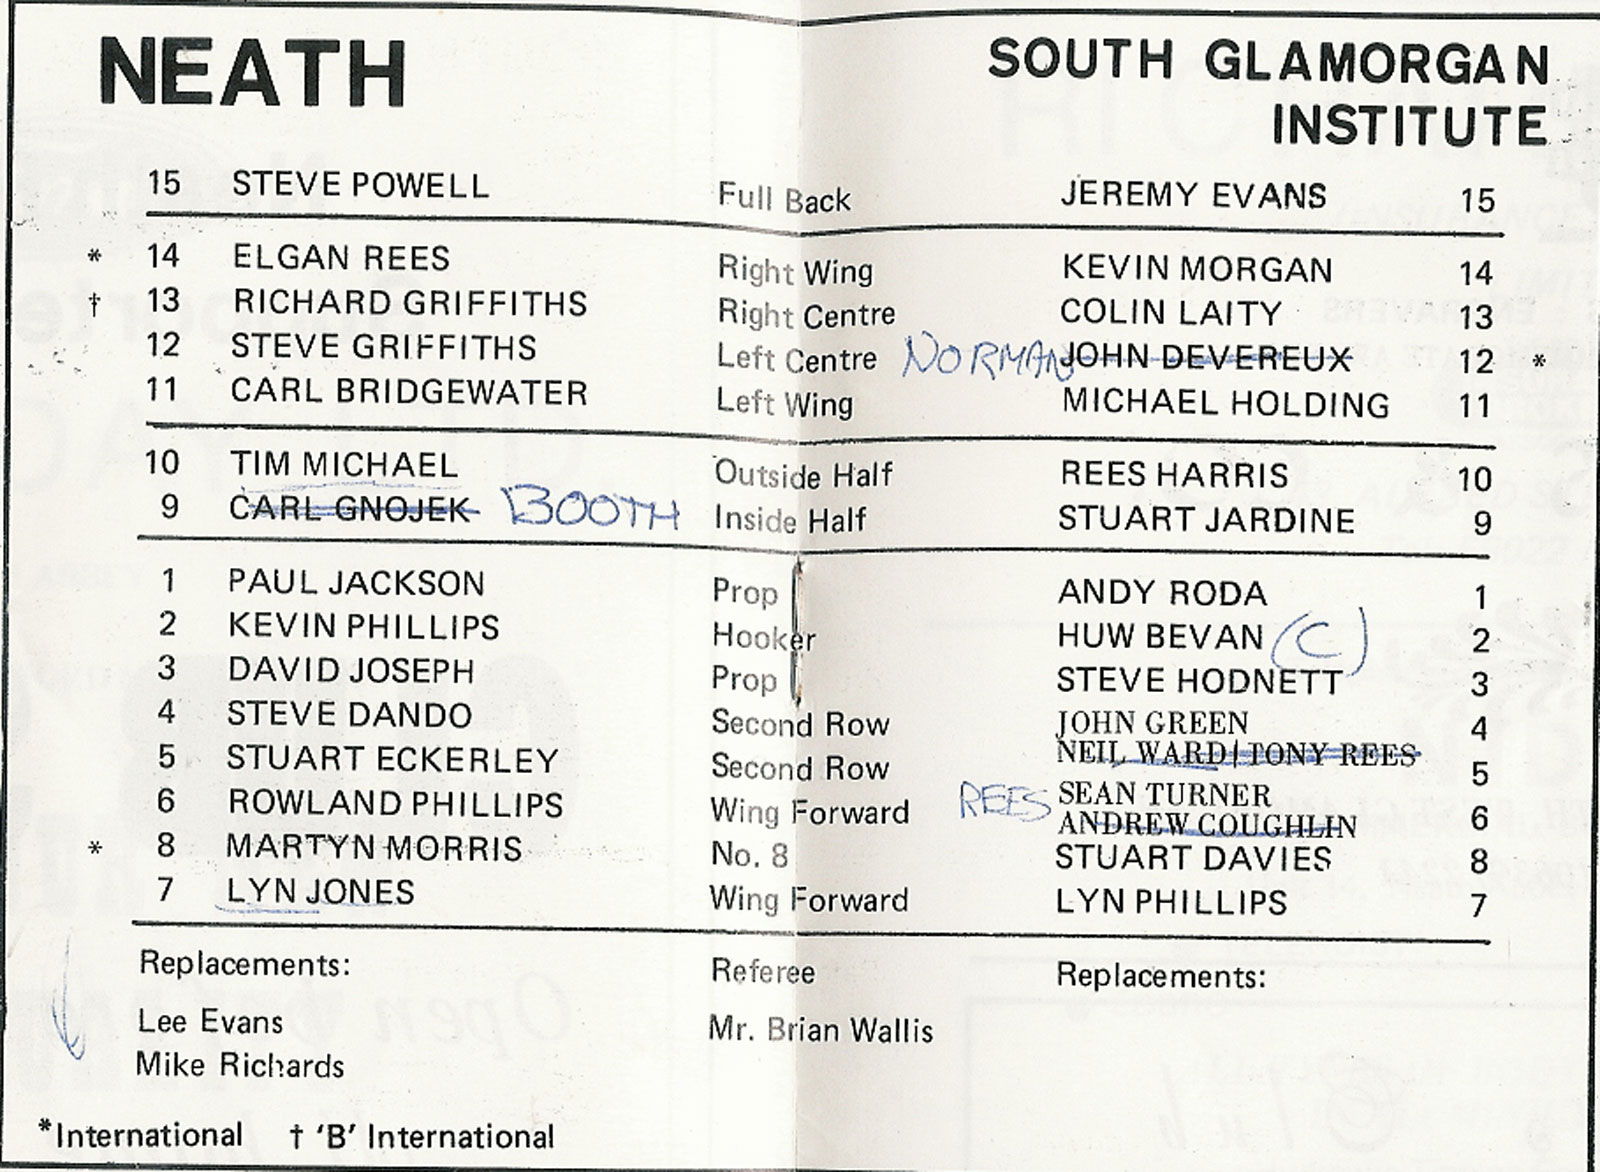 NEATH
SOUTH GLAMORGAN
INSTITUTE
15 STEVE POWELL Full Back JEREMY EVANS 15
* 14 ELGAN REES Right Wing KEVIN MORGAN 14
† 13 RICHARD GRIFFITHS Right Centre COLIN LAITY 13
12 STEVE GRIFFITHS Left Centre NORMAN JOHN DEVEREUX 12 *
11 CARL BRIDGEWATER Left Wing MICHAEL HOLDING 11
10 TIM MICHAEL Outside Half REES HARRIS 10
9 CARL GNOJEK BOOTH Inside Half STUART JARDINE 9
1 PAUL JACKSON Prop ANDY RODA 1
2 KEVIN PHILLIPS Hooker HUW BEVAN (C) 2
3 DAVID JOSEPH Prop STEVE HODNETT 3
4 STEVE DANDO Second Row JOHN GREEN 4
5 STUART ECKERLEY Second Row NEIL WARD/TONY REES 5
6 ROWLAND PHILLIPS Wing Forward REES SEAN TURNER 6
ANDREW COUGHLIN
* 8 MARTYN MORRIS No. 8 STUART DAVIES 8
7 LYN JONES Wing Forward LYN PHILLIPS 7
Replacements: Referee Replacements:
Lee Evans Mr. Brian Wallis
Mike Richards
*International † 'B' International